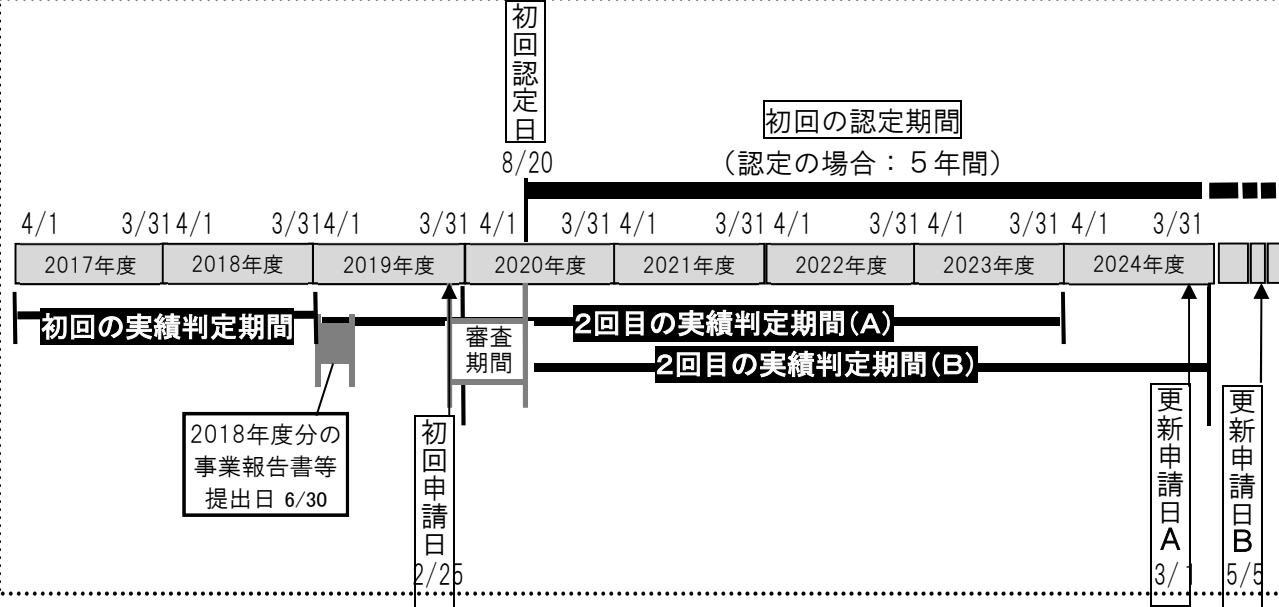 初回認定日
8/20
初回の認定期間
（認定の場合：５年間）
4/1 3/31 4/1 3/31 4/1 3/31 4/1 3/31 4/1 3/31 4/1 3/31 4/1 3/31 4/1 3/31
2017年度 2018年度 2019年度 2020年度 2021年度 2022年度 2023年度 2024年度
初回の実績判定期間
2回目の実績判定期間(A)
審査
期間
2回目の実績判定期間(B)
2018年度分の
事業報告書等
提出日 6/30
初回申請日
2/25
更新申請日A
3/1
更新申請日B
5/5